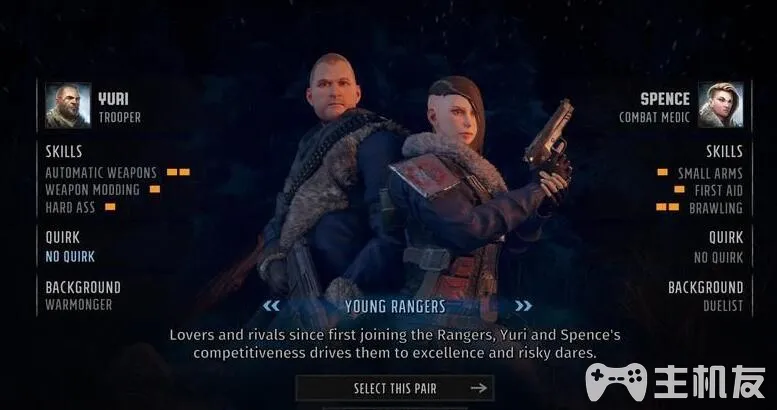 YURI
TROOPER
SKILLS
AUTOMATIC WEAPONS
WEAPON MODDING
HARD ASS
QUIRK
NO QUIRK
BACKGROUND
WARMONGER
SPENCE
COMBAT MEDIC
SKILLS
SMALL ARMS
FIRST AID
BRAWLING
QUIRK
NO QUIRK
BACKGROUND
DUELIST
YOUNG RANGERS
Lovers and rivals since first joining the Rangers, Yuri and Spence's
competitiveness drives them to excellence and risky dares.
SELECT THIS PAIR
主机友